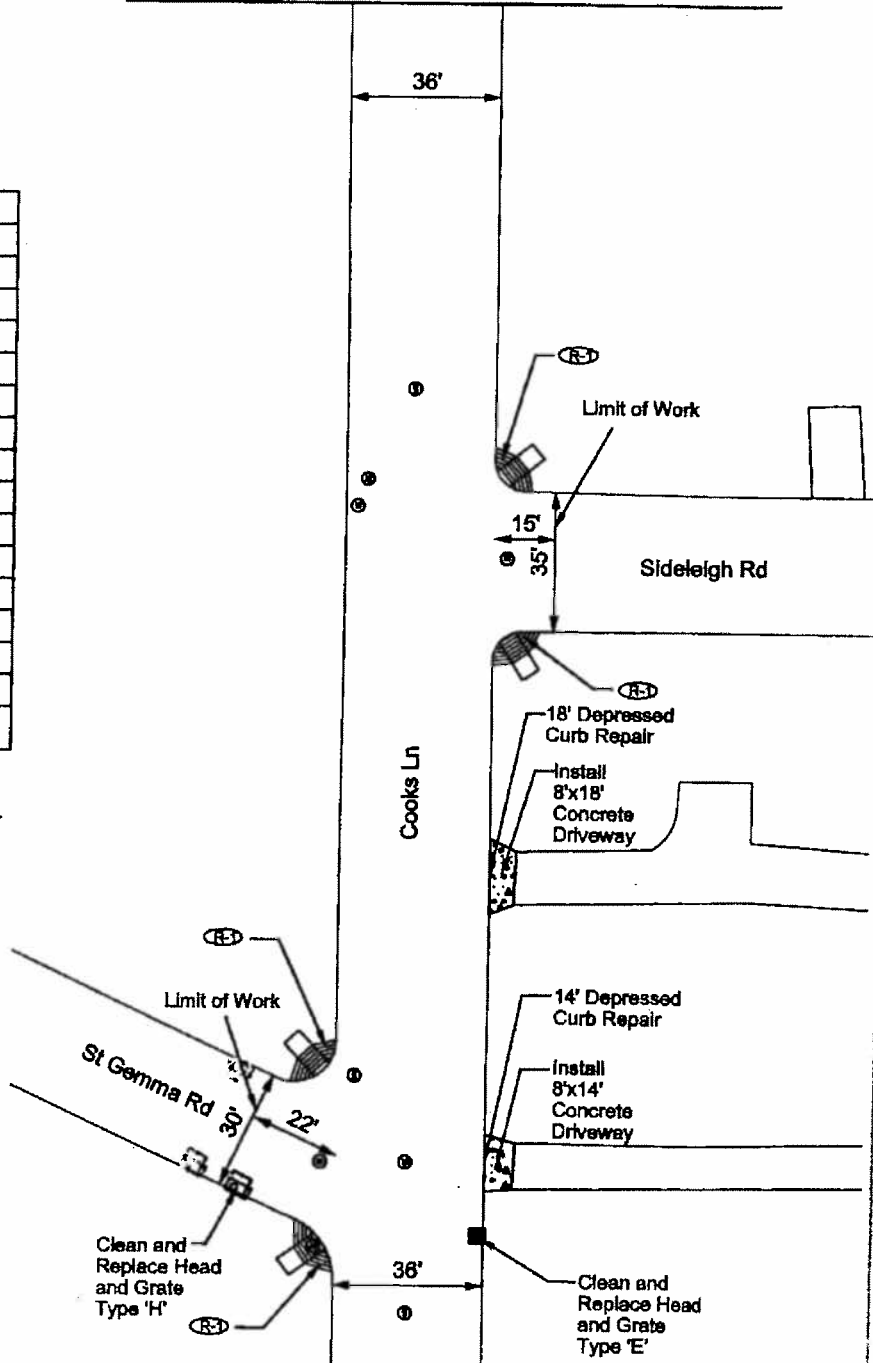 36'
R-1
Limit of Work
15'
35'
Sideleigh Rd
R-1
18' Depressed
Curb Repair
Install
8'x18'
Concrete
Driveway
Cooks Ln
R-1
Limit of Work
St Gemma Rd
30'
22'
14' Depressed
Curb Repair
Install
8'x14'
Concrete
Driveway
Clean and
Replace Head
and Grate
Type 'H'
R-1
36'
Clean and
Replace Head
and Grate
Type 'E'